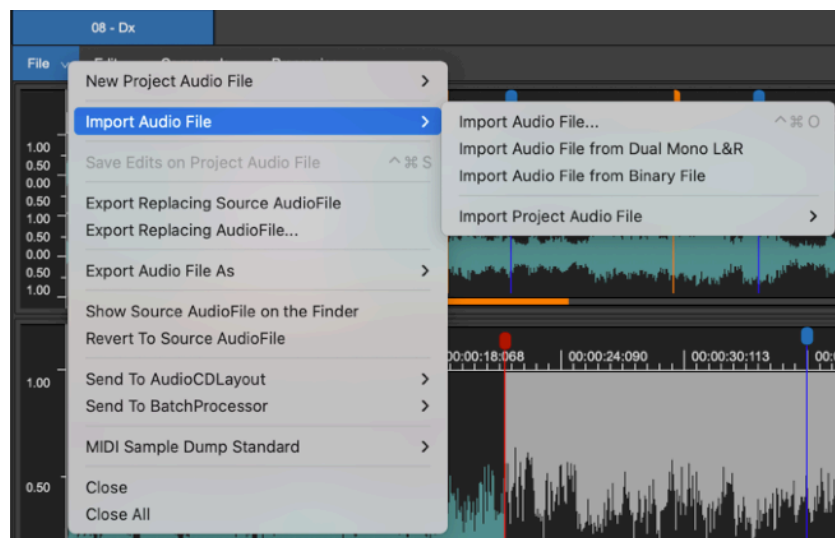 08 - Dx
File
New Project Audio File
Import Audio File
Save Edits on Project Audio File ^⌘ S
Export Replacing Source AudioFile
Export Replacing AudioFile...
Export Audio File As
Show Source AudioFile on the Finder
Revert To Source AudioFile
Send To AudioCDLayout
Send To BatchProcessor
MIDI Sample Dump Standard
Close
Close All
Import Audio File... ^⌘ O
Import Audio File from Dual Mono L&R
Import Audio File from Binary File
Import Project Audio File
1.00
0.50
0.00
0.50
1.00
0.50
0.00
0.50
1.00
00:00:18:068 00:00:24:090 00:00:30:113
1.00
0.50